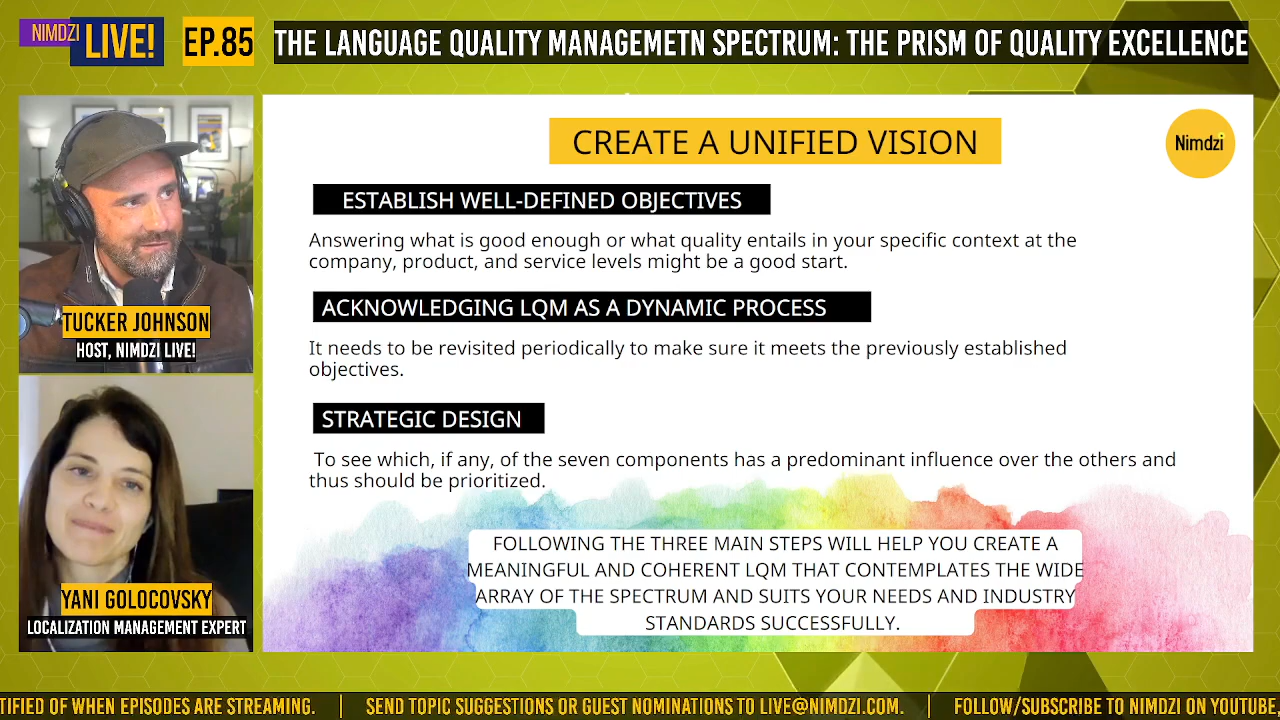 NIMDZI LIVE! EP.85 THE LANGUAGE QUALITY MANAGEMETN SPECTRUM: THE PRISM OF QUALITY EXCELLENCE
CREATE A UNIFIED VISION
Nimdzi
ESTABLISH WELL-DEFINED OBJECTIVES
Answering what is good enough or what quality entails in your specific context at the
company, product, and service levels might be a good start.
ACKNOWLEDGING LQM AS A DYNAMIC PROCESS
It needs to be revisited periodically to make sure it meets the previously established
objectives.
STRATEGIC DESIGN
To see which, if any, of the seven components has a predominant influence over the others and
thus should be prioritized.
FOLLOWING THE THREE MAIN STEPS WILL HELP YOU CREATE A
MEANINGFUL AND COHERENT LQM THAT CONTEMPLATES THE WIDE
ARRAY OF THE SPECTRUM AND SUITS YOUR NEEDS AND INDUSTRY
STANDARDS SUCCESSFULLY.
TUCKER JOHNSON
HOST, NIMDZI LIVE!
YANI GOLOCOVSKY
LOCALIZATION MANAGEMENT EXPERT
TIFIED OF WHEN EPISODES ARE STREAMING. | SEND TOPIC SUGGESTIONS OR GUEST NOMINATIONS TO LIVE@NIMDZI.COM. | FOLLOW/SUBSCRIBE TO NIMDZI ON YOUTUBE,